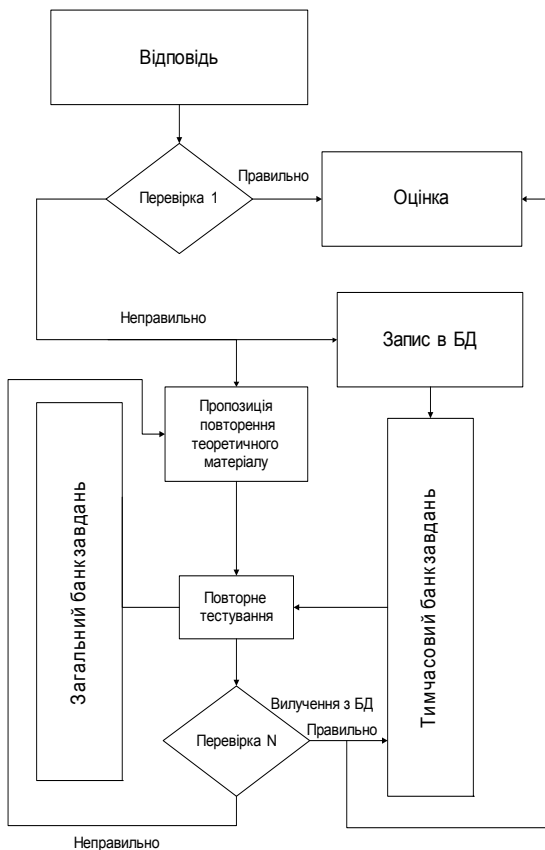 Відповідь
Перевірка 1
Правильно
Оцінка
Неправильно
Запис в БД
Пропозиція
повторення
теоретичного
матеріалу
Загальний банкзавдань
Тимчасовий банкзавдань
Повторне
тестування
Вилучення з БД
Перевірка N
Правильно
Неправильно